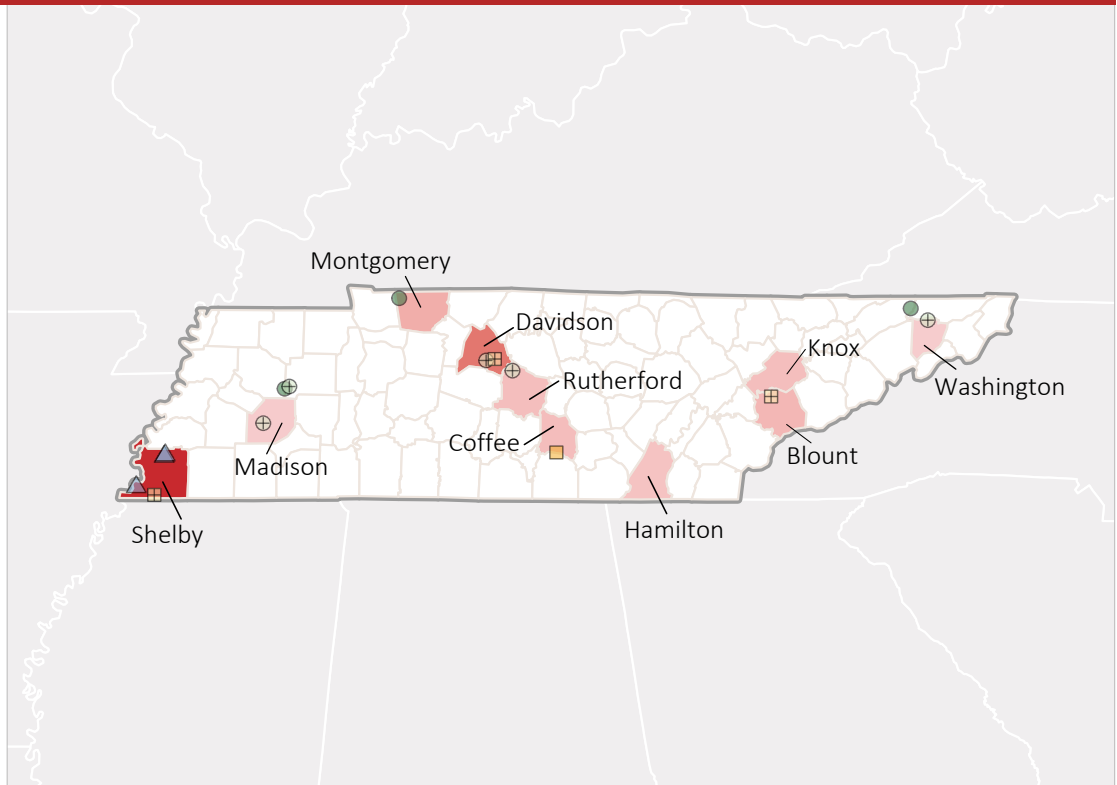 Montgomery
Davidson
Knox
Rutherford
Washington
Coffee
Blount
Madison
Hamilton
Shelby